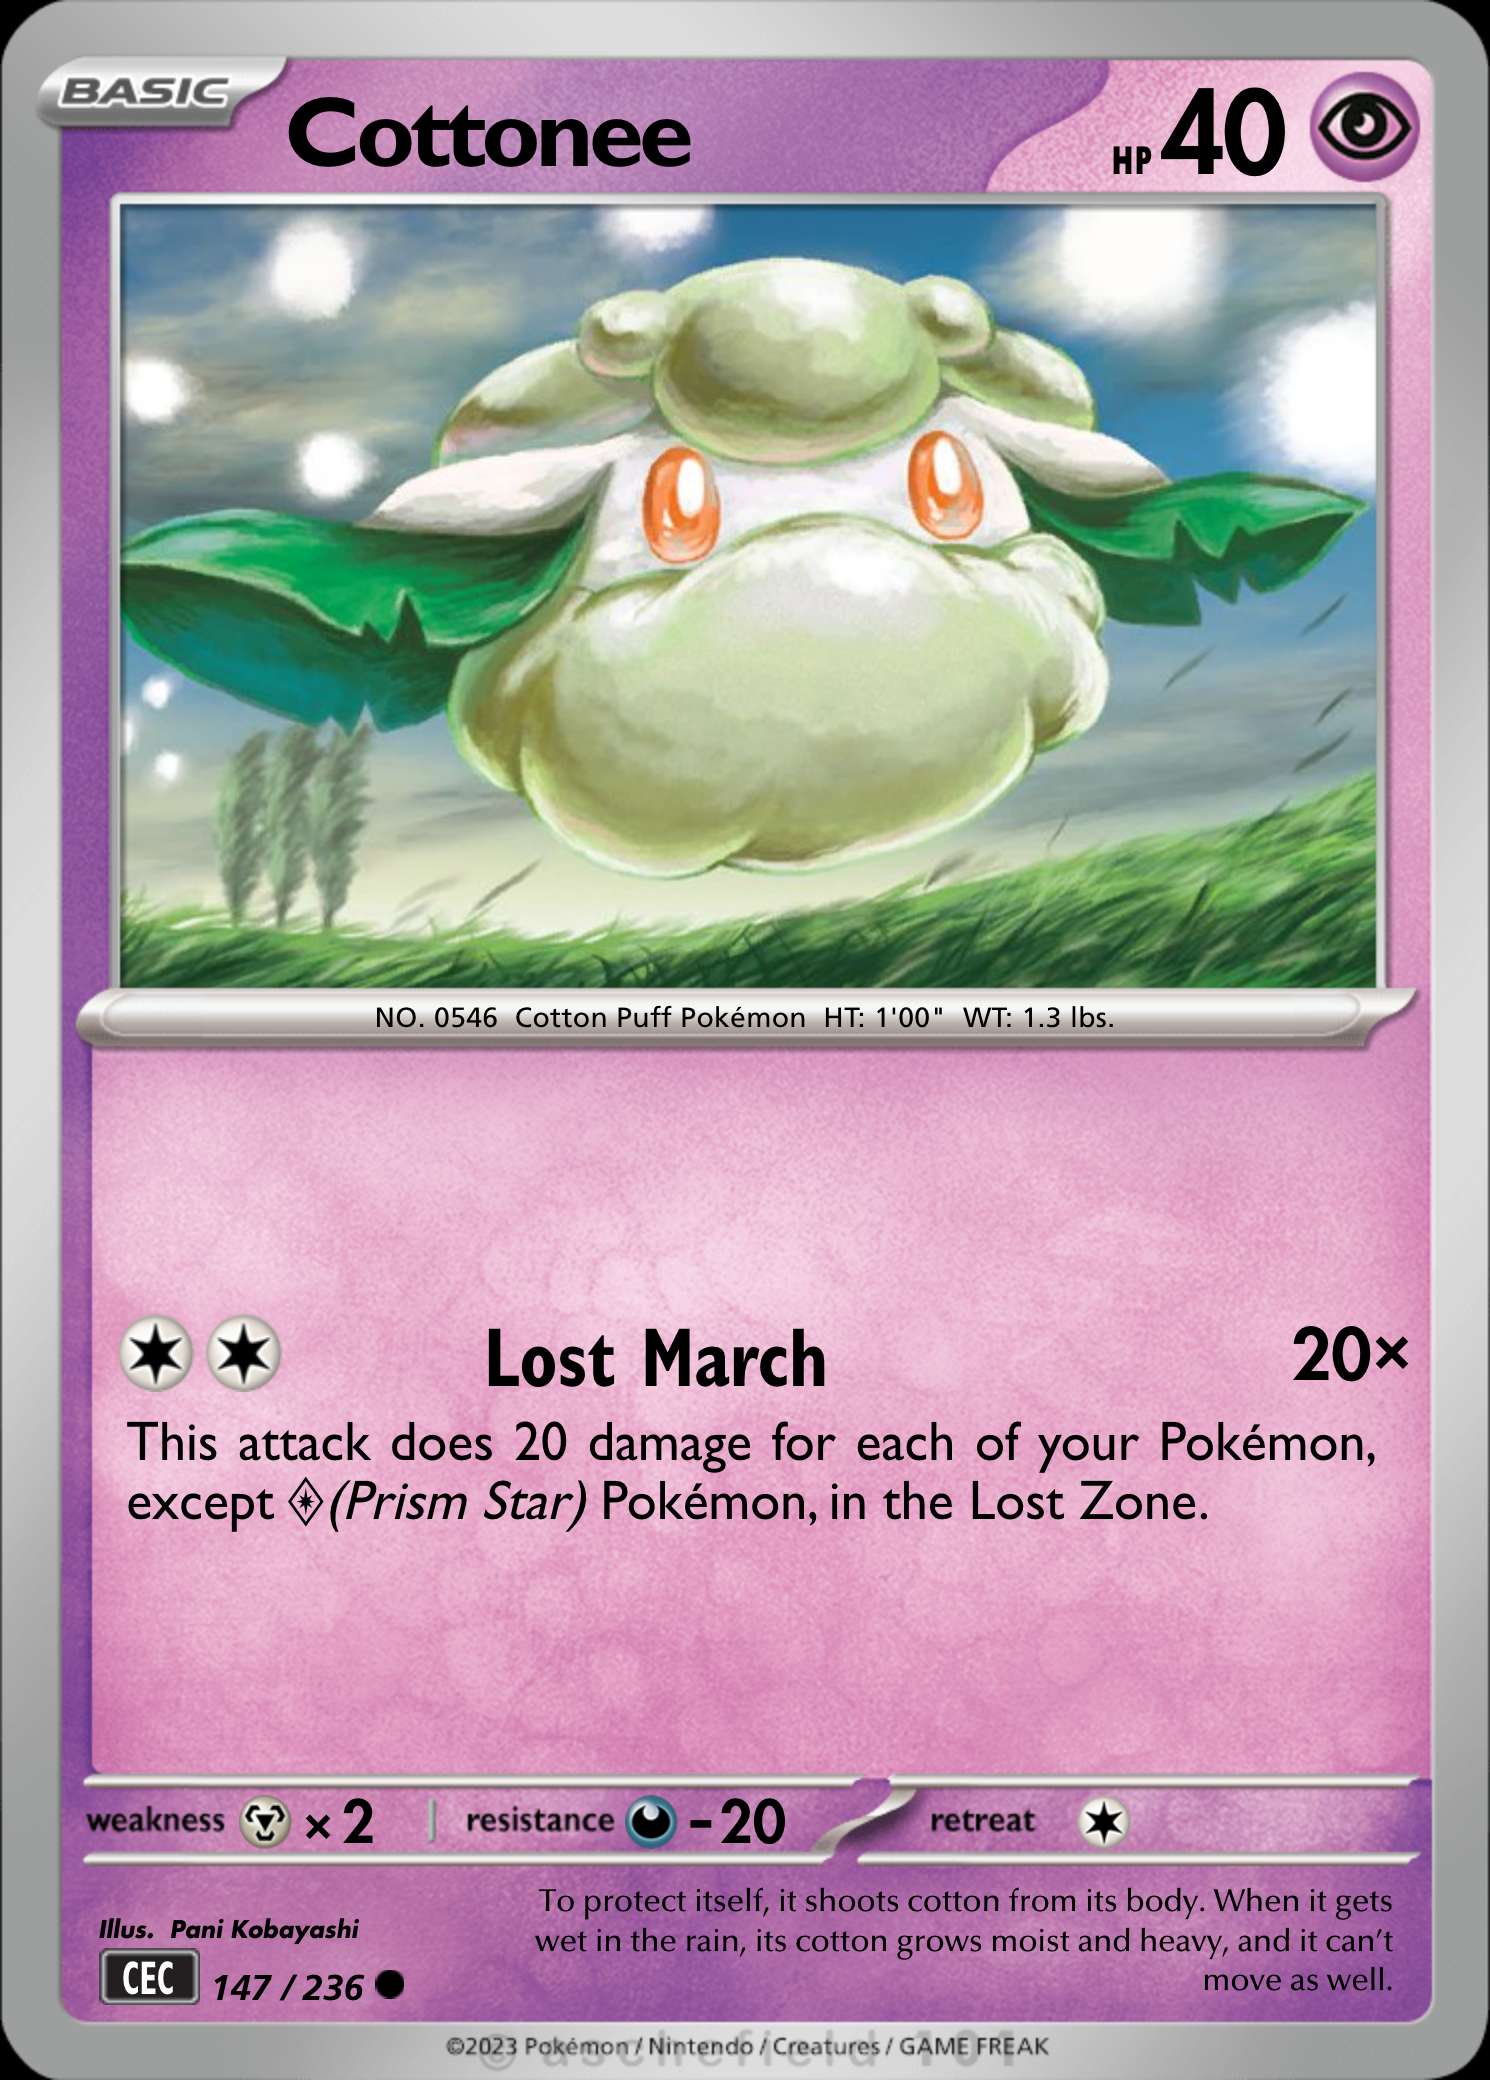 BASIC
Cottonee
HP 40
NO. 0546 Cotton Puff Pokémon HT: 1'00" WT: 1.3 lbs.
Lost March 20×
This attack does 20 damage for each of your Pokémon,
except (Prism Star) Pokémon, in the Lost Zone.
weakness ×2 resistance -20 retreat
To protect itself, it shoots cotton from its body. When it gets
wet in the rain, its cotton grows moist and heavy, and it can't
move as well.
Illus. Pani Kobayashi
CEC 147 / 236
©2023 Pokémon / Nintendo / Creatures / GAME FREAK